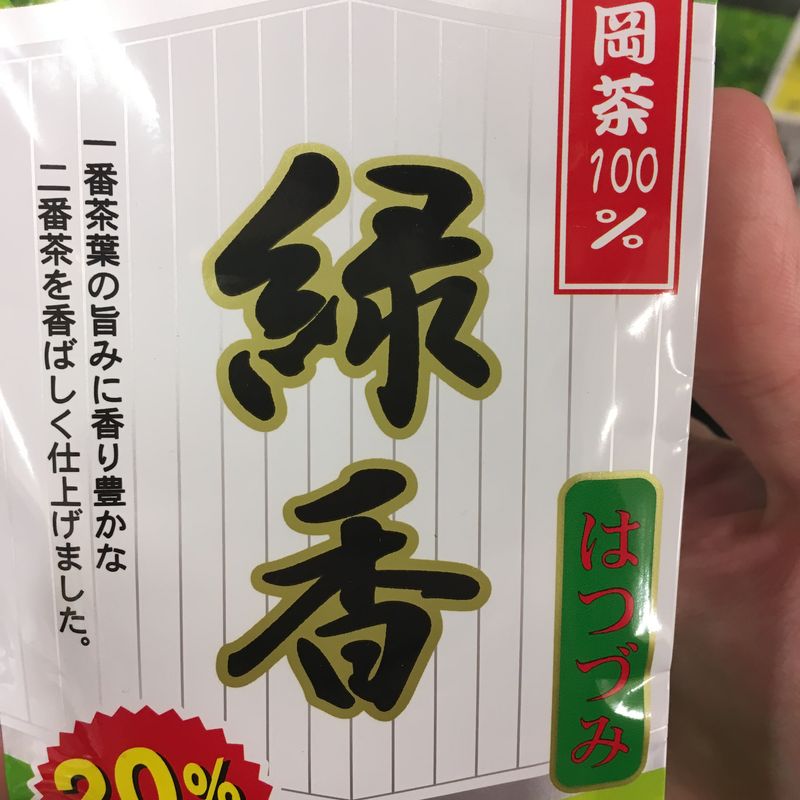 岡茶100%
緑香
はつづみ
一番茶葉の旨みに香り豊かな
二番茶を香ばしく仕上げました。
20%